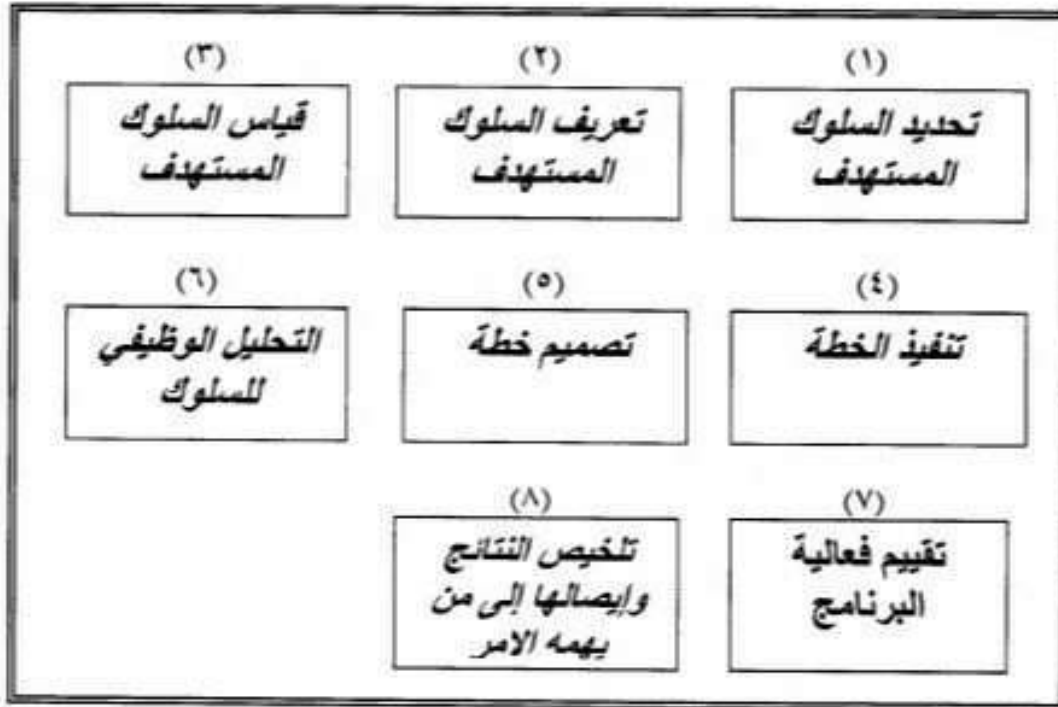 (١)
تحديد السلوك
المستهدف
(٢)
تعريف السلوك
المستهدف
(٣)
قياس السلوك
المستهدف
(٤)
تنفيذ الخطة
(٥)
تصميم خطة
(٦)
التحليل الوظيفي
للسلوك
(٧)
تقييم فعالية
البرنامج
(٨)
تلخيص النتائج
وإيصالها إلى من
يهمه الامر